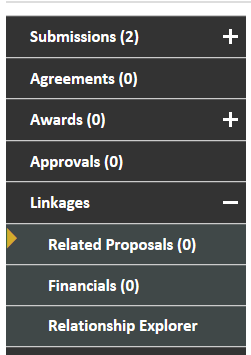 Submissions (2)
Agreements (0)
Awards (0)
Approvals (0)
Linkages
Related Proposals (0)
Financials (0)
Relationship Explorer